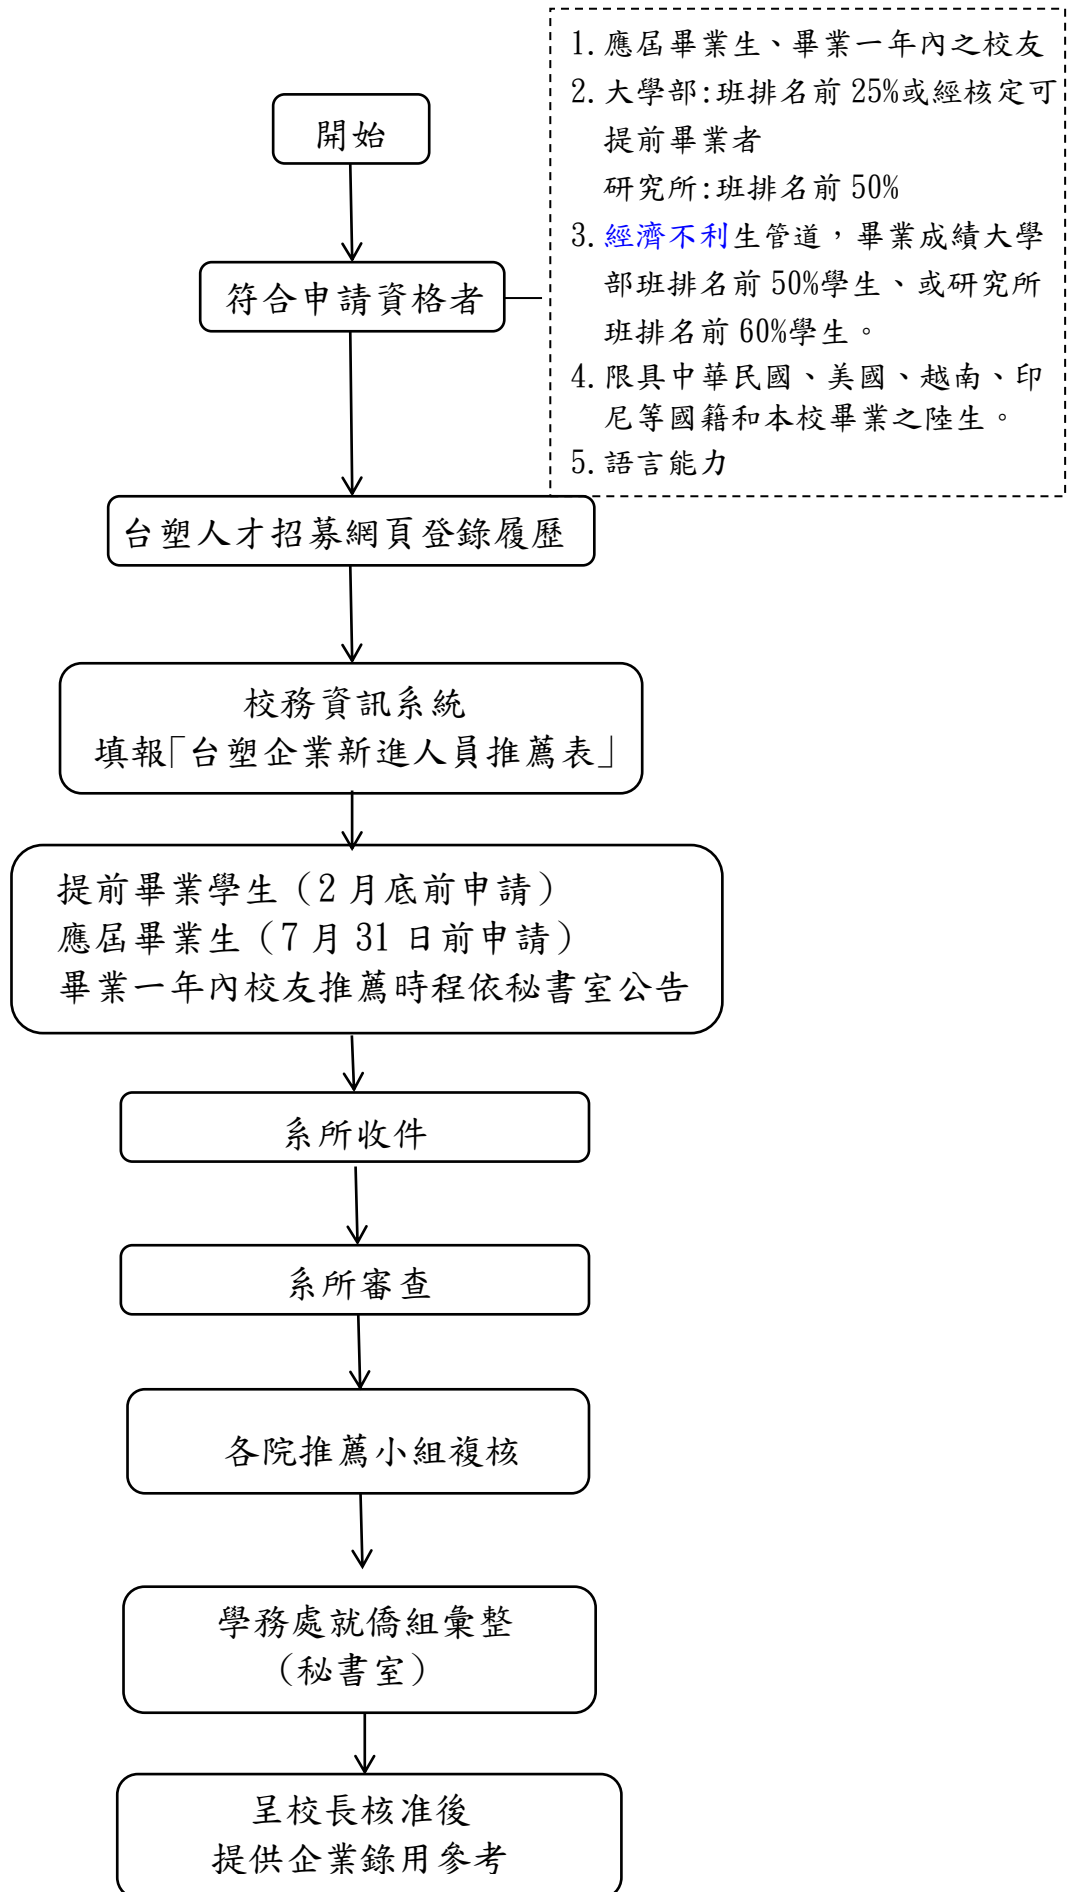 開始
1. 應屆畢業生、畢業一年內之校友
2. 大學部:班排名前 25%或經核定可
提前畢業者
研究所:班排名前 50%
3. 經濟不利生管道，畢業成績大學
部班排名前 50%學生、或研究所
班排名前 60%學生。
4. 限具中華民國、美國、越南、印
尼等國籍和本校畢業之陸生。
5. 語言能力
符合申請資格者
台塑人才招募網頁登錄履歷
校務資訊系統
填報「台塑企業新進人員推薦表」
提前畢業學生（2 月底前申請）
應屆畢業生（7 月 31 日前申請）
畢業一年內校友推薦時程依秘書室公告
系所收件
系所審查
各院推薦小組複核
學務處就僑組彙整
（秘書室）
呈校長核准後
提供企業錄用參考